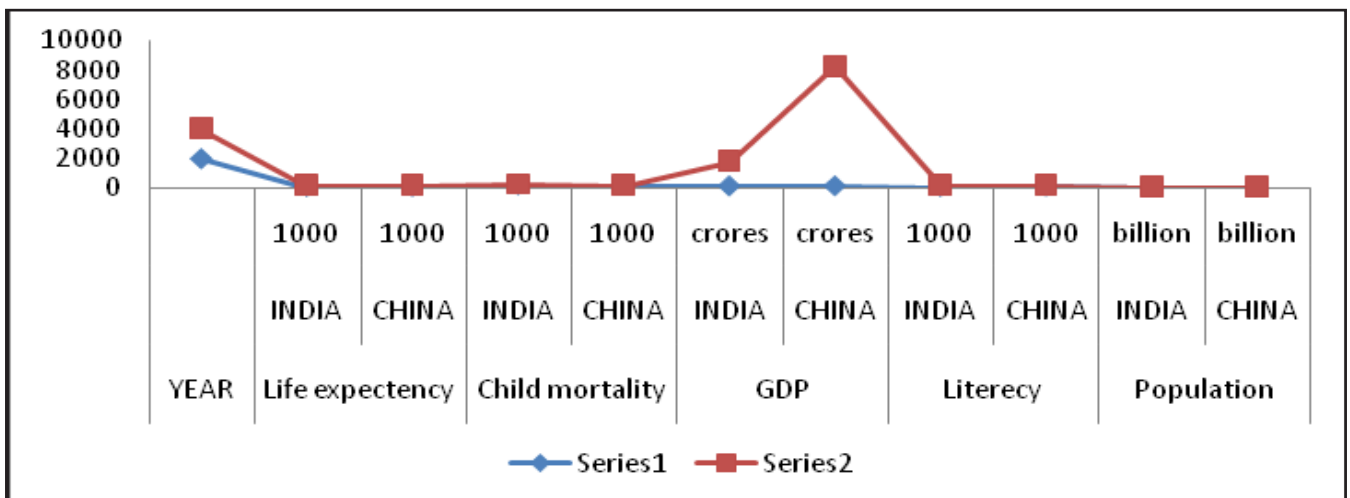 10000
8000
6000
4000
2000
0
1000 1000 1000 1000 crores crores 1000 1000 billion billion
INDIA CHINA INDIA CHINA INDIA CHINA INDIA CHINA INDIA CHINA
YEAR Life expectency Child mortality GDP Literecy Population
Series1 Series2